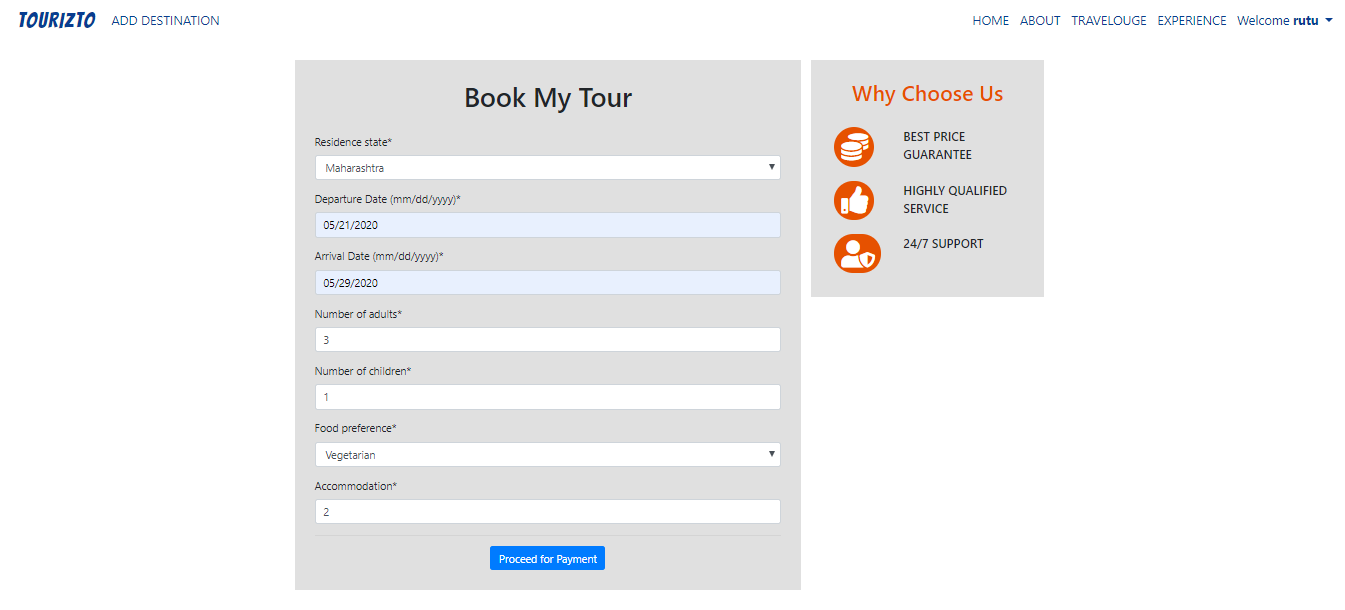 TOURIZTO ADD DESTINATION HOME ABOUT TRAVELOUGE EXPERIENCE Welcome rutu
Book My Tour
Residence state*
Maharashtra
Departure Date (mm/dd/yyyy)*
05/21/2020
Arrival Date (mm/dd/yyyy)*
05/29/2020
Number of adults*
3
Number of children*
1
Food preference*
Vegetarian
Accommodation*
2
Proceed for Payment
Why Choose Us
BEST PRICE
GUARANTEE
HIGHLY QUALIFIED
SERVICE
24/7 SUPPORT